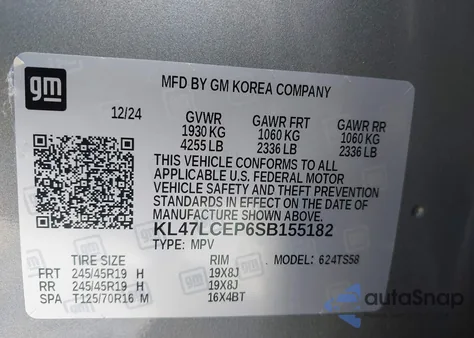 gm
MFD BY GM KOREA COMPANY
12/24 GVWR GAWR FRT GAWR RR
1930 KG 1060 KG 1060 KG
4255 LB 2336 LB 2336 LB
THIS VEHICLE CONFORMS TO ALL
APPLICABLE U.S. FEDERAL MOTOR
VEHICLE SAFETY AND THEFT PREVENTION
STANDARDS IN EFFECT ON THE DATE OF
MANUFACTURE SHOWN ABOVE.
KL47LCEP6SB155182
TYPE: MPV
TIRE SIZE RIM MODEL: 624TS58
FRT 245/45R19 H 19X8J
RR 245/45R19 H 19X8J
SPA T125/70R16 M 16X4BT
autoSnap